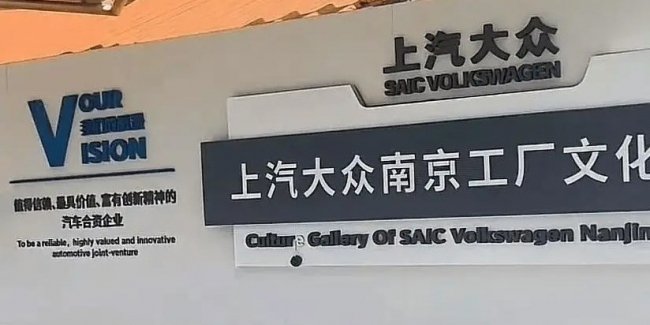 OUR
VISION
值得信赖、最具价值、富有创新精神的
汽车合资企业
To be a reliable, highly valued and innovative
automotive joint-venture
上汽大众
SAIC VOLKSWAGEN
上汽大众南京工厂文化
Culture Gallery Of SAIC Volkswagen Nanjin